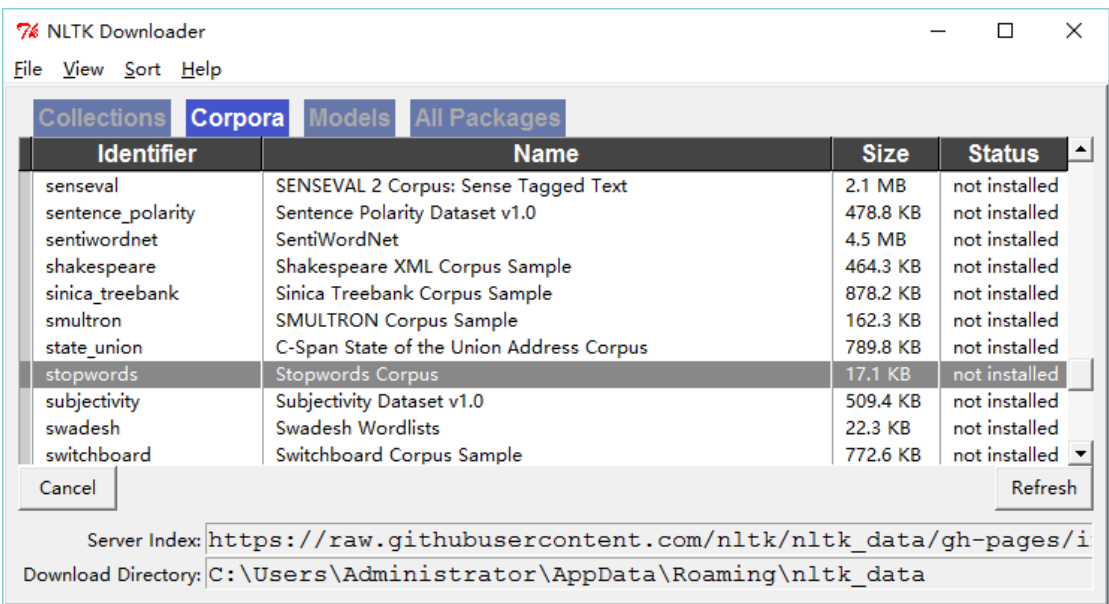 NLTK Downloader
File View Sort Help
Collections Corpora Models All Packages
Identifier Name Size Status
senseval SENSEVAL 2 Corpus: Sense Tagged Text 2.1 MB not installed
sentence_polarity Sentence Polarity Dataset v1.0 478.8 KB not installed
sentiwordnet SentiWordNet 4.5 MB not installed
shakespeare Shakespeare XML Corpus Sample 464.3 KB not installed
sinica_treebank Sinica Treebank Corpus Sample 878.2 KB not installed
smultron SMULTRON Corpus Sample 162.3 KB not installed
state_union C-Span State of the Union Address Corpus 789.8 KB not installed
stopwords Stopwords Corpus 17.1 KB not installed
subjectivity Subjectivity Dataset v1.0 509.4 KB not installed
swadesh Swadesh Wordlists 22.3 KB not installed
switchboard Switchboard Corpus Sample 772.6 KB not installed
Cancel Refresh
Server Index: https://raw.githubusercontent.com/nltk/nltk_data/gh-pages/i
Download Directory: C:\Users\Administrator\AppData\Roaming\nltk_data